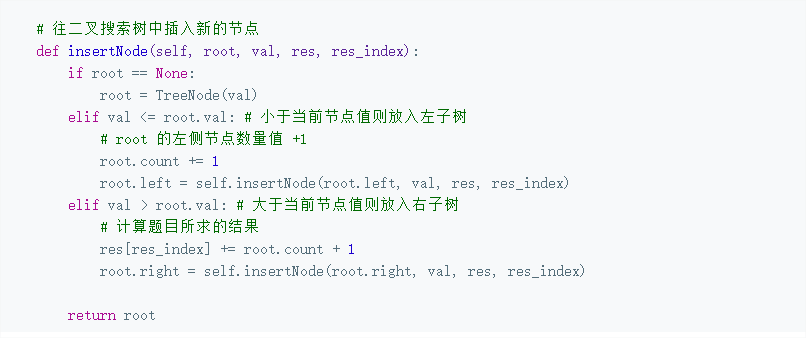 # 往二叉搜索树中插入新的节点
def insertNode(self, root, val, res, res_index):
    if root == None:
        root = TreeNode(val)
    elif val <= root.val: # 小于当前节点值则放入左子树
        # root 的左侧节点数量值 +1
        root.count += 1
        root.left = self.insertNode(root.left, val, res, res_index)
    elif val > root.val: # 大于当前节点值则放入右子树
        # 计算题目所求的结果
        res[res_index] += root.count + 1
        root.right = self.insertNode(root.right, val, res, res_index)
    return root